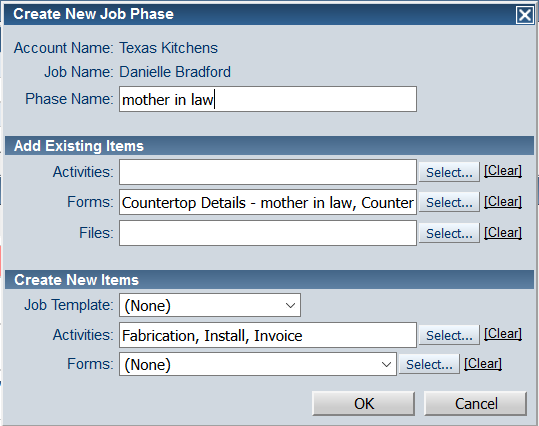 Create New Job Phase
Account Name: Texas Kitchens
Job Name: Danielle Bradford
Phase Name: mother in law
Add Existing Items
Activities: Select... [Clear]
Forms: Countertop Details - mother in law, Counter Select... [Clear]
Files: Select... [Clear]
Create New Items
Job Template: (None)
Activities: Fabrication, Install, Invoice Select... [Clear]
Forms: (None) Select... [Clear]
OK Cancel